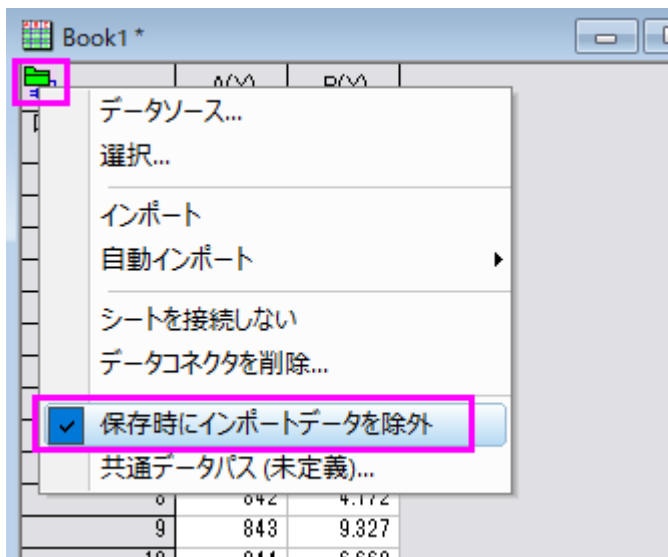 Book1 *
データソース...
選択...
インポート
自動インポート
シートを接続しない
データコネクタを削除...
保存時にインポートデータを除外
共通データパス (未定義)...
9 843 9.327